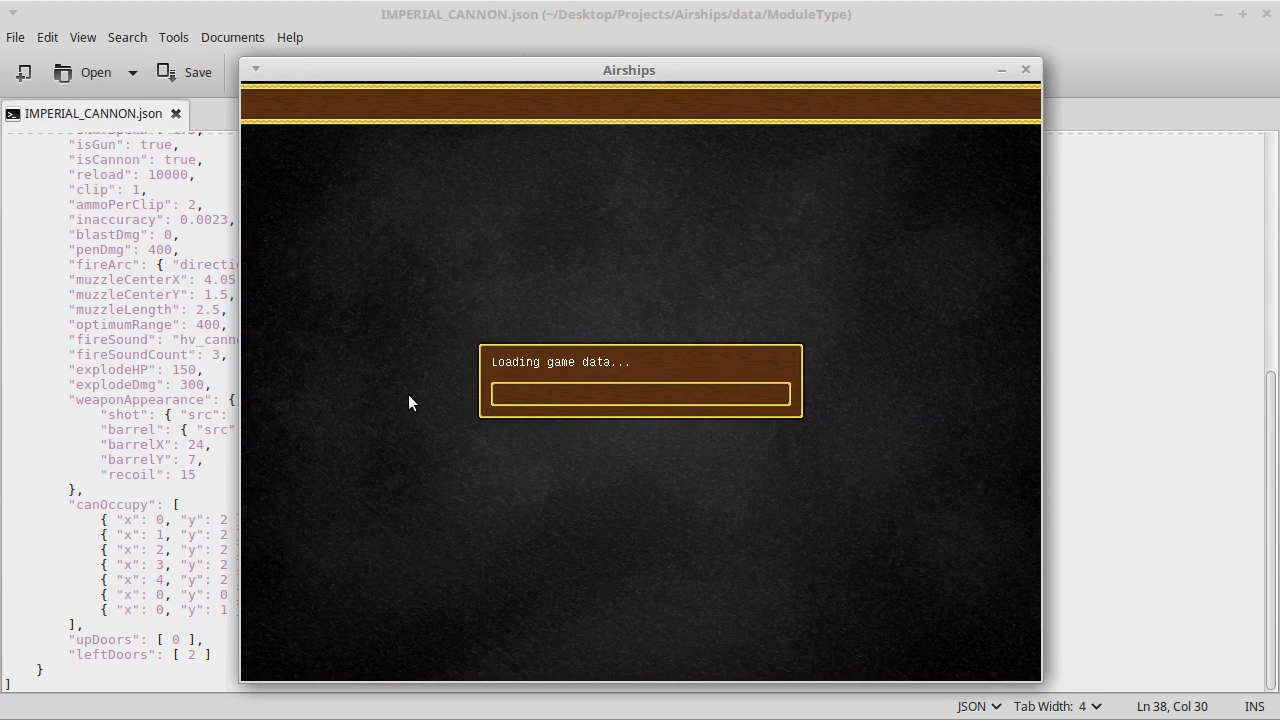 IMPERIAL_CANNON.json (~/Desktop/Projects/Airships/data/ModuleType)
File Edit View Search Tools Documents Help
Open Save
Airships
IMPERIAL_CANNON.json
"isGun": true,
"isCannon": true,
"reload": 10000,
"clip": 1,
"ammoPerClip": 2,
"inaccuracy": 0.0023,
"blastDmg": 0,
"penDmg": 400,
"fireArc": { "directi
"muzzleCenterX": 4.05
"muzzleCenterY": 1.5,
"muzzleLength": 2.5,
"optimumRange": 400,
"fireSound": "hv_cann
"fireSoundCount": 3,
"explodeHP": 150,
"explodeDmg": 300,
"weaponAppearance": {
"shot": { "src":
"barrel": { "src"
"barrelX": 24,
"barrelY": 7,
"recoil": 15
},
"canOccupy": [
{ "x": 0, "y": 2
{ "x": 1, "y": 2
{ "x": 2, "y": 2
{ "x": 3, "y": 2
{ "x": 4, "y": 2
{ "x": 0, "y": 0
{ "x": 0, "y": 1
],
"upDoors": [ 0 ],
"leftDoors": [ 2 ]
}
]
Loading game data...
JSON Tab Width: 4 Ln 38, Col 30 INS